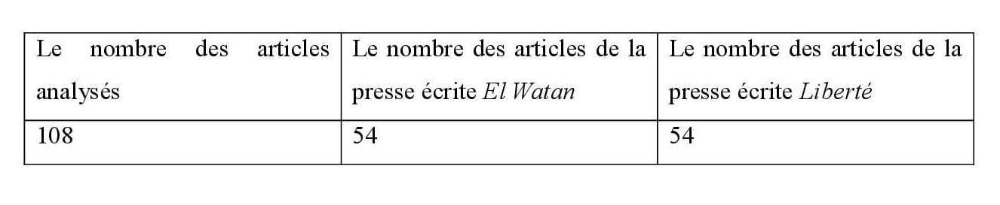 Le nombre des articles
analysés
Le nombre des articles de la
presse écrite El Watan
Le nombre des articles de la
presse écrite Liberté
108
54
54